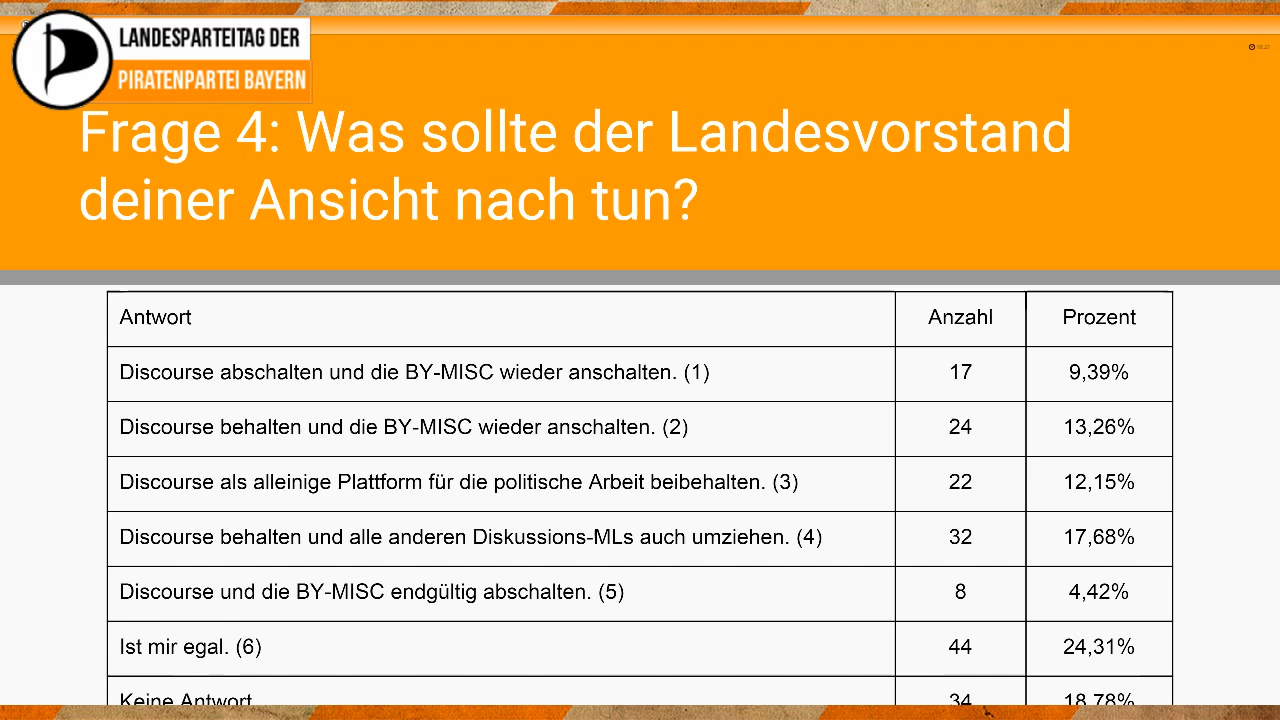 LANDESPARTEITAG DER
PIRATENPARTEI BAYERN
Frage 4: Was sollte der Landesvorstand
deiner Ansicht nach tun?
Antwort Anzahl Prozent
Discourse abschalten und die BY-MISC wieder anschalten. (1) 17 9,39%
Discourse behalten und die BY-MISC wieder anschalten. (2) 24 13,26%
Discourse als alleinige Plattform für die politische Arbeit beibehalten. (3) 22 12,15%
Discourse behalten und alle anderen Diskussions-MLs auch umziehen. (4) 32 17,68%
Discourse und die BY-MISC endgültig abschalten. (5) 8 4,42%
Ist mir egal. (6) 44 24,31%
Keine Antwort 34 18,78%